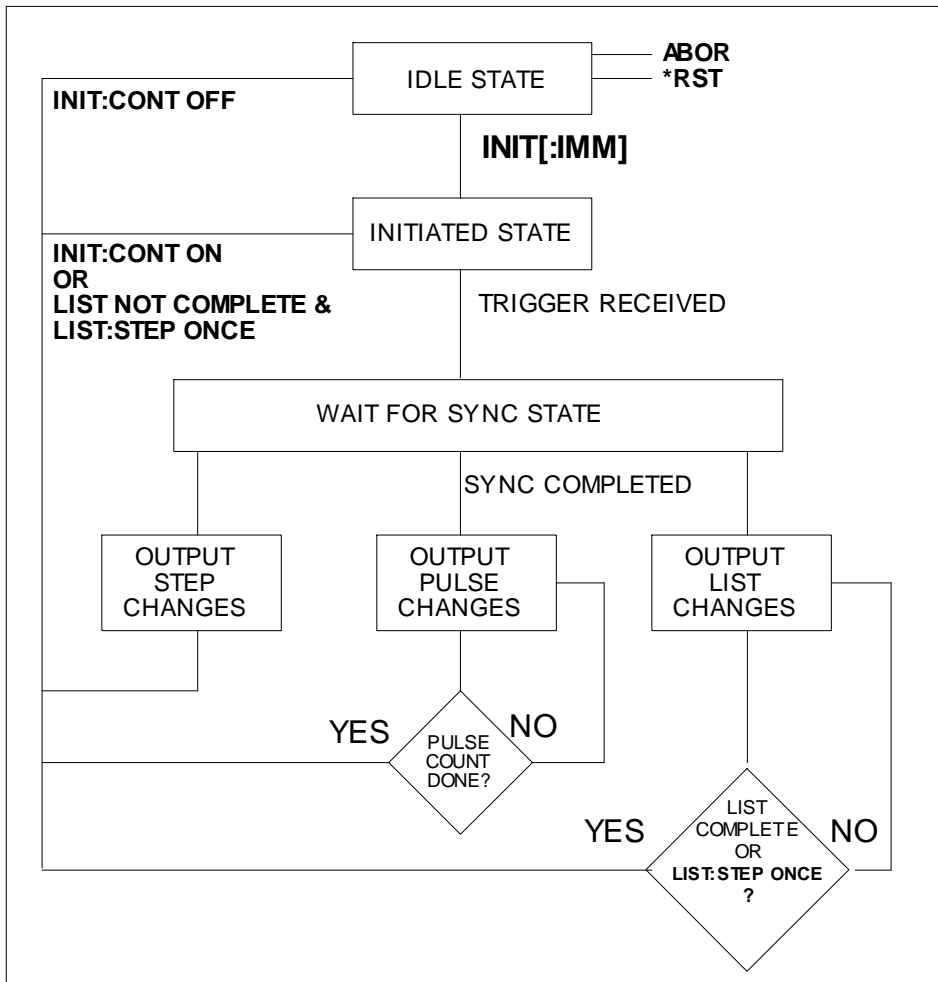 IDLE STATE
ABOR
*RST
INIT:CONT OFF
INIT[:IMM]
INITIATED STATE
INIT:CONT ON
OR
LIST NOT COMPLETE &
LIST:STEP ONCE
TRIGGER RECEIVED
WAIT FOR SYNC STATE
SYNC COMPLETED
OUTPUT
STEP
CHANGES
OUTPUT
PULSE
CHANGES
OUTPUT
LIST
CHANGES
YES
NO
PULSE
COUNT
DONE?
YES
NO
LIST
COMPLETE
OR
LIST:STEP ONCE
?